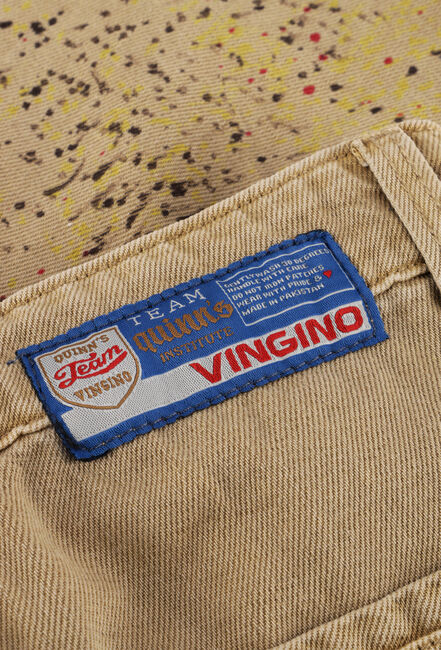 QUINN'S
Team
VINGINO
TEAM
quinn's
INSTITUTE
GENTLY WASH 30 DEGREES
HANDLE WITH CARE
DO NOT IRON PATCHES
WEAR WITH PRIDE &
MADE IN PAKISTAN
VINGINO